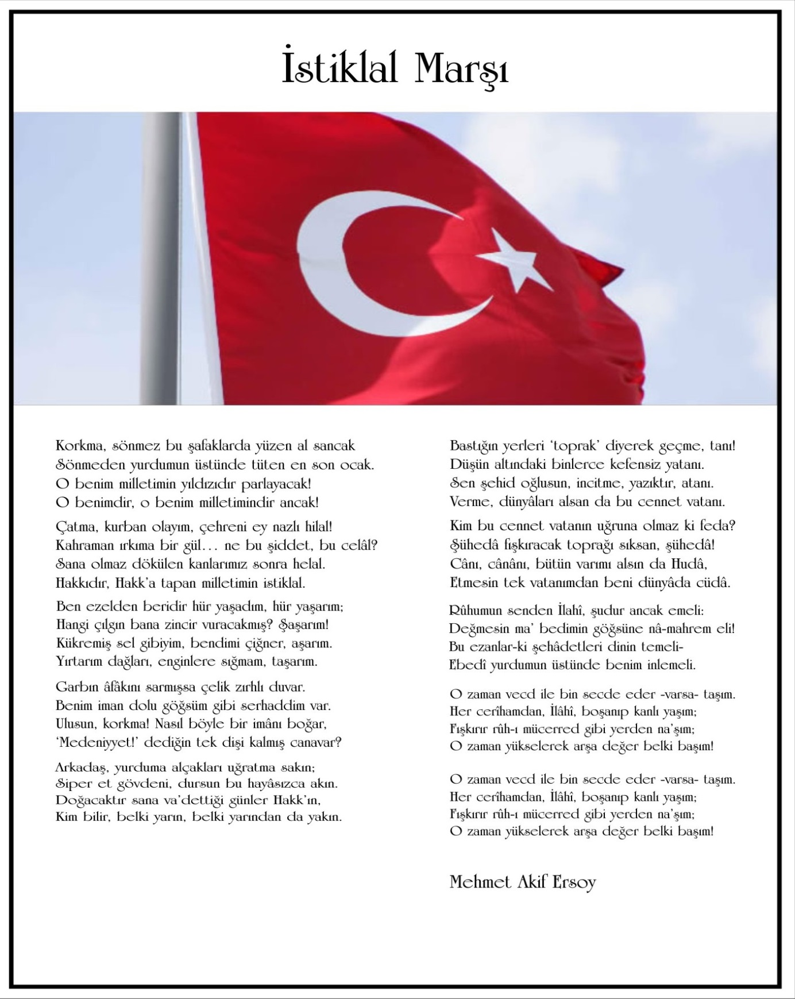 İstiklal Marşı
Korkma, sönmez bu şafaklarda yüzen al sancak
Sönmeden yurdumun üstünde tüten en son ocak.
O benim milletimin yıldızıdır parlayacak!
O benimdir, o benim milletimindir ancak!
Çatma, kurban olayım, çehreni ey nazlı hilal!
Kahraman ırkıma bir gül... ne bu şiddet, bu celâl?
Sana olmaz dökülen kanlarımız sonra helal.
Hakkıdır, Hakk'a tapan milletimin istiklal.
Ben ezelden beridir hür yaşadım, hür yaşarım;
Hangi çılgın bana zincir vuracakmış? Şaşarım!
Kükremiş sel gibiyim, bendimi çiğner, aşarım.
Yırtarım dağları, enginlere sığmam, taşarım.
Garbın âfâkını sarmışsa çelik zırhlı duvar.
Benim iman dolu göğsüm gibi serhaddim var.
Ulusun, korkma! Nasıl böyle bir imânı boğar,
'Medeniyyet!' dediğin tek dişi kalmış canavar?
Arkadaş, yurduma alçakları uğratma sakın;
Siper et gövdeni, dursun bu hayâsızca akın.
Doğacaktır sana va'dettiği günler Hakk'ın,
Kim bilir, belki yarın, belki yarından da yakın.
Bastığın yerleri 'toprak' diyerek geçme, tanı!
Düşün altındaki binlerce kefensiz yatanı.
Sen şehid oğlusun, incitme, yazıktır, atanı.
Verme, dünyâları alsan da bu cennet vatanı.
Kim bu cennet vatanın uğruna olmaz ki feda?
Şühedâ fışkıracak toprağı sıksan, şühedâ!
Cânı, cânânı, bütün varımı alsın da Hudâ,
Etmesin tek vatanımdan beni dünyâda cüdâ.
Rûhumun senden İlahî, şudur ancak emeli:
Değmesin ma' bedimin göğsüne nâ-mahrem eli!
Bu ezanlar-ki şehâdetleri dinin temeli-
Ebedî yurdumun üstünde benim inlemeli.
O zaman vecd ile bin secde eder -varsa- taşım.
Her cerîhamdan, İlâhî, boşanıp kanlı yaşım;
Fışkırır rûh-ı mücerred gibi yerden na'şım;
O zaman yükselerek arşa değer belki başım!
O zaman vecd ile bin secde eder -varsa- taşım.
Her cerîhamdan, İlâhî, boşanıp kanlı yaşım;
Fışkırır rûh-ı mücerred gibi yerden na'şım;
O zaman yükselerek arşa değer belki başım!
Mehmet Akif Ersoy